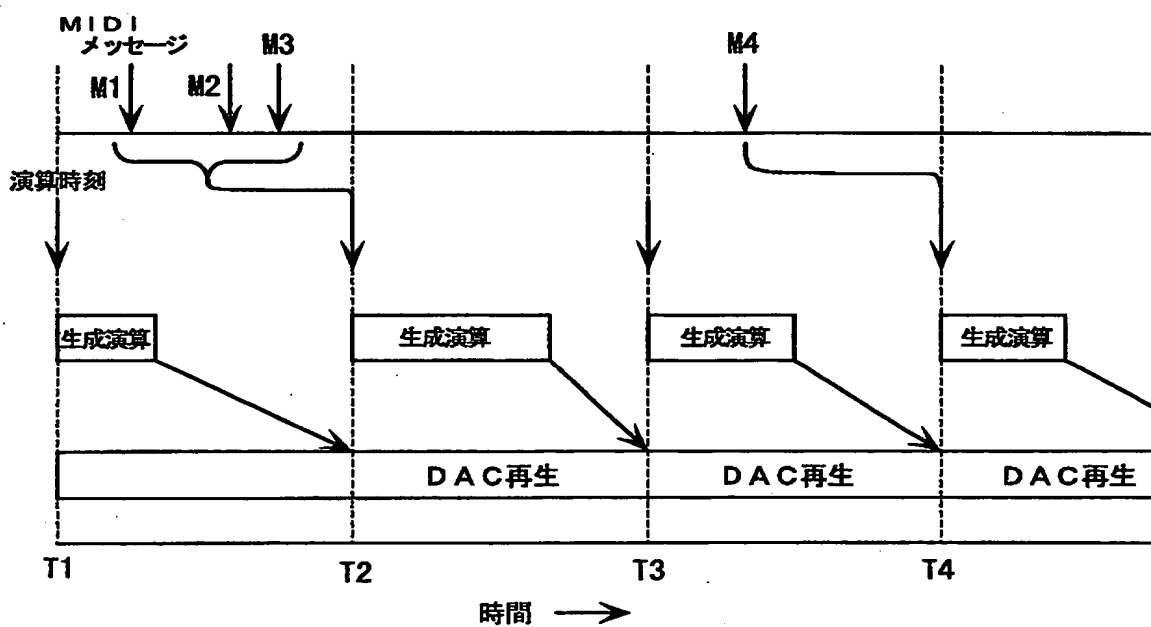 MIDI
メッセージ
M1
M2
M3
M4
演算時刻
生成演算
生成演算
生成演算
生成演算
DAC再生
DAC再生
DAC再生
T1
T2
T3
T4
時間